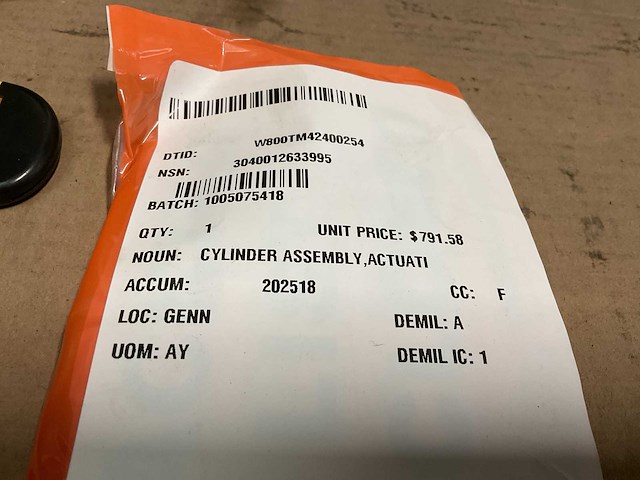 DTID: W800TM42400254
NSN: 3040012633995
BATCH: 1005075418
QTY: 1 UNIT PRICE: $791.58
NOUN: CYLINDER ASSEMBLY,ACTUATI
ACCUM: 202518 CC: F
LOC: GENN DEMIL: A
UOM: AY DEMIL IC: 1